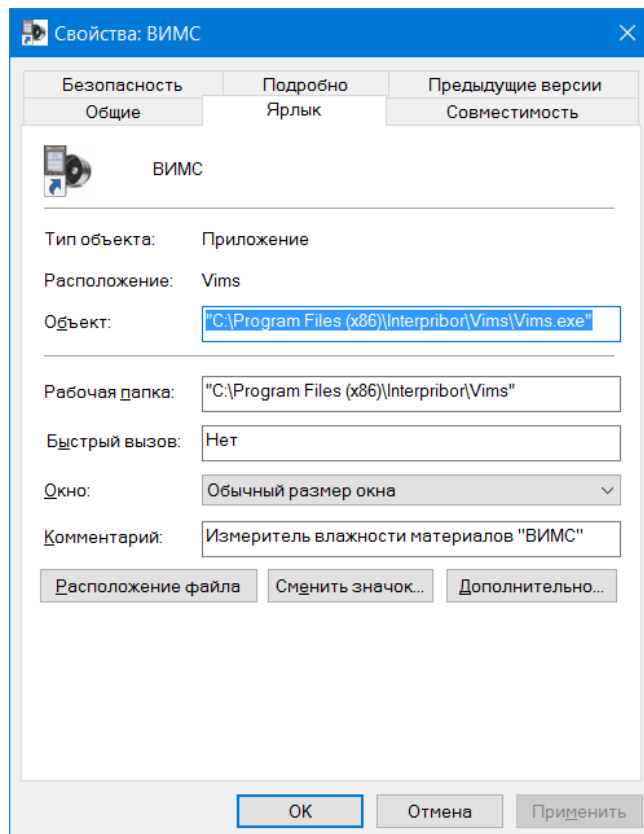 Свойства: ВИМС
Безопасность Подробно Предыдущие версии
Общие Ярлык Совместимость
ВИМС
Тип объекта: Приложение
Расположение: Vims
Объект: "C:\Program Files (x86)\Interpribor\Vims\Vims.exe"
Рабочая папка: "C:\Program Files (x86)\Interpribor\Vims"
Быстрый вызов: Нет
Окно: Обычный размер окна
Комментарий: Измеритель влажности материалов "ВИМС"
Расположение файла Сменить значок... Дополнительно...
OK Отмена Применить